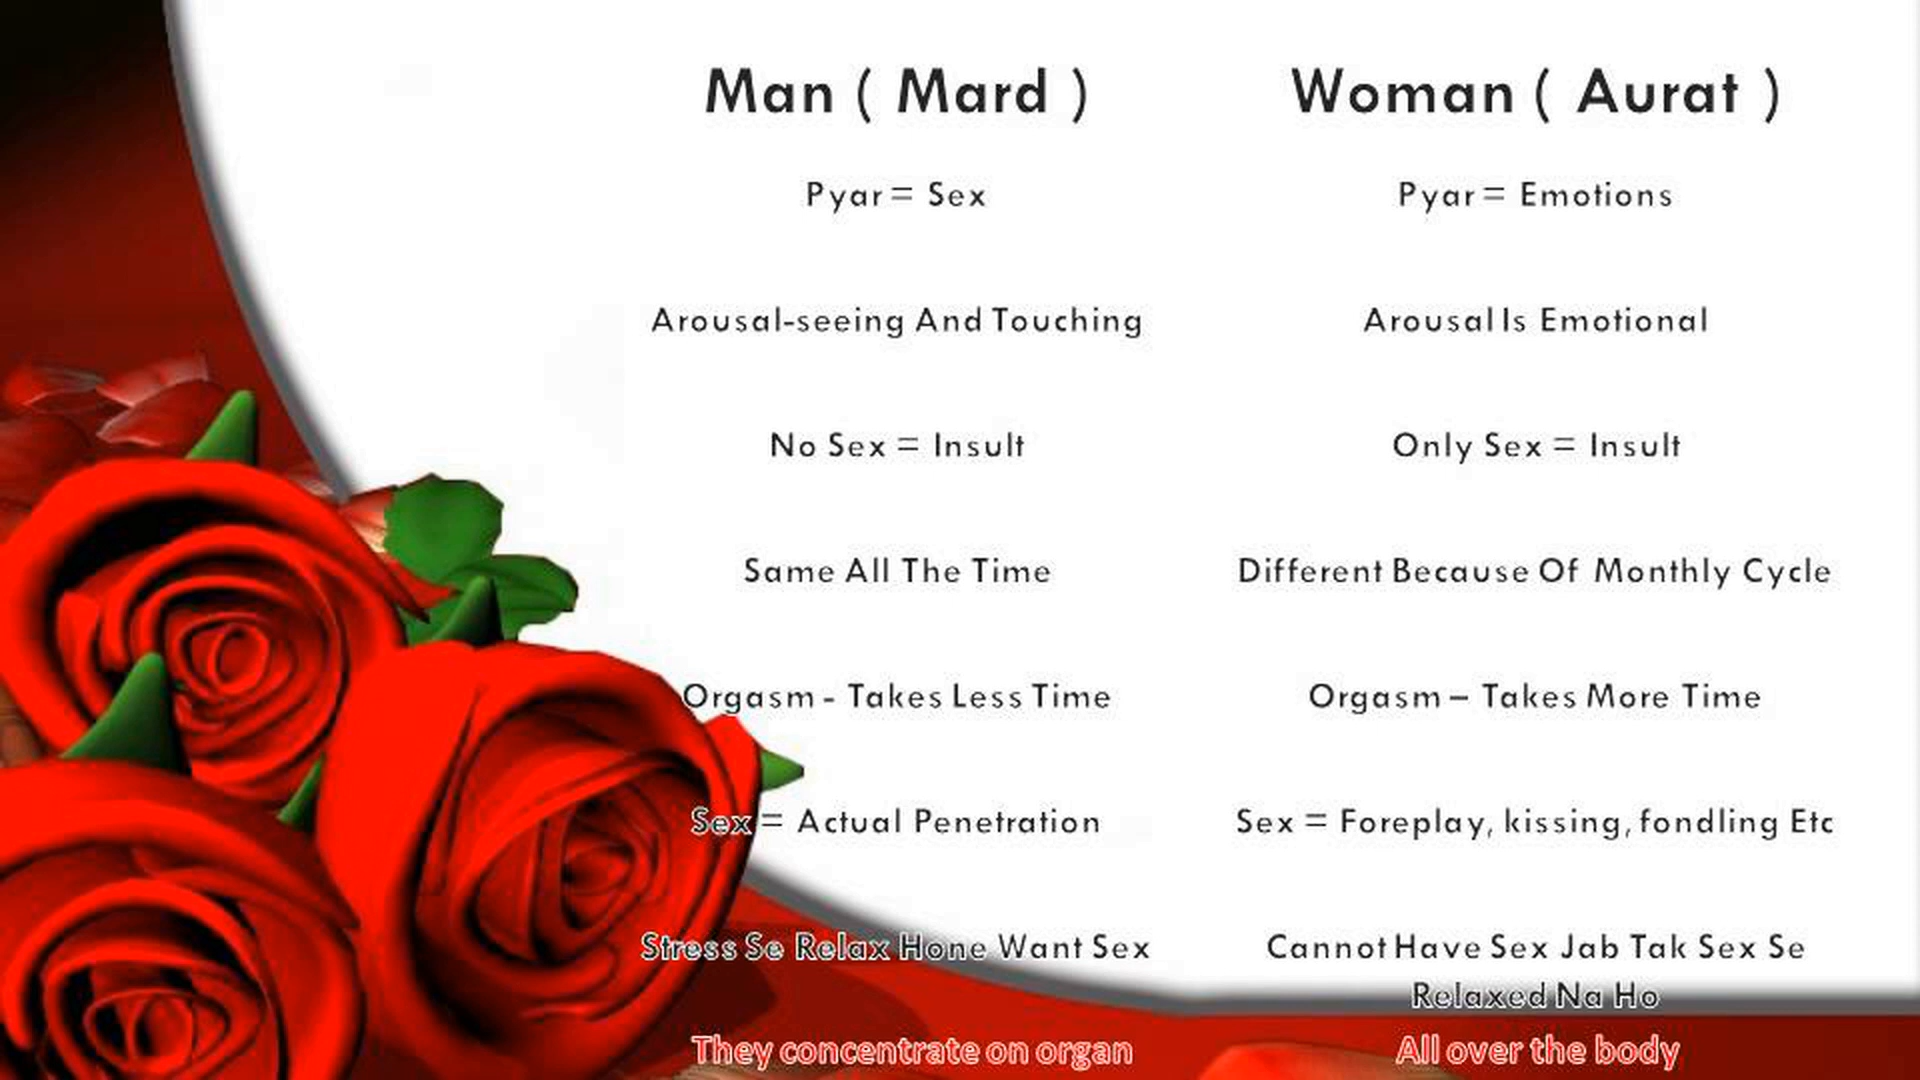 Man ( Mard ) Woman ( Aurat )
Pyar = Sex Pyar = Emotions
Arousal-seeing And Touching Arousal Is Emotional
No Sex = Insult Only Sex = Insult
Same All The Time Different Because Of Monthly Cycle
Orgasm - Takes Less Time Orgasm – Takes More Time
Sex = Actual Penetration Sex = Foreplay, kissing, fondling Etc
Stress Se Relax Hone Want Sex Cannot Have Sex Jab Tak Sex Se
Relaxed Na Ho
They concentrate on organ All over the body